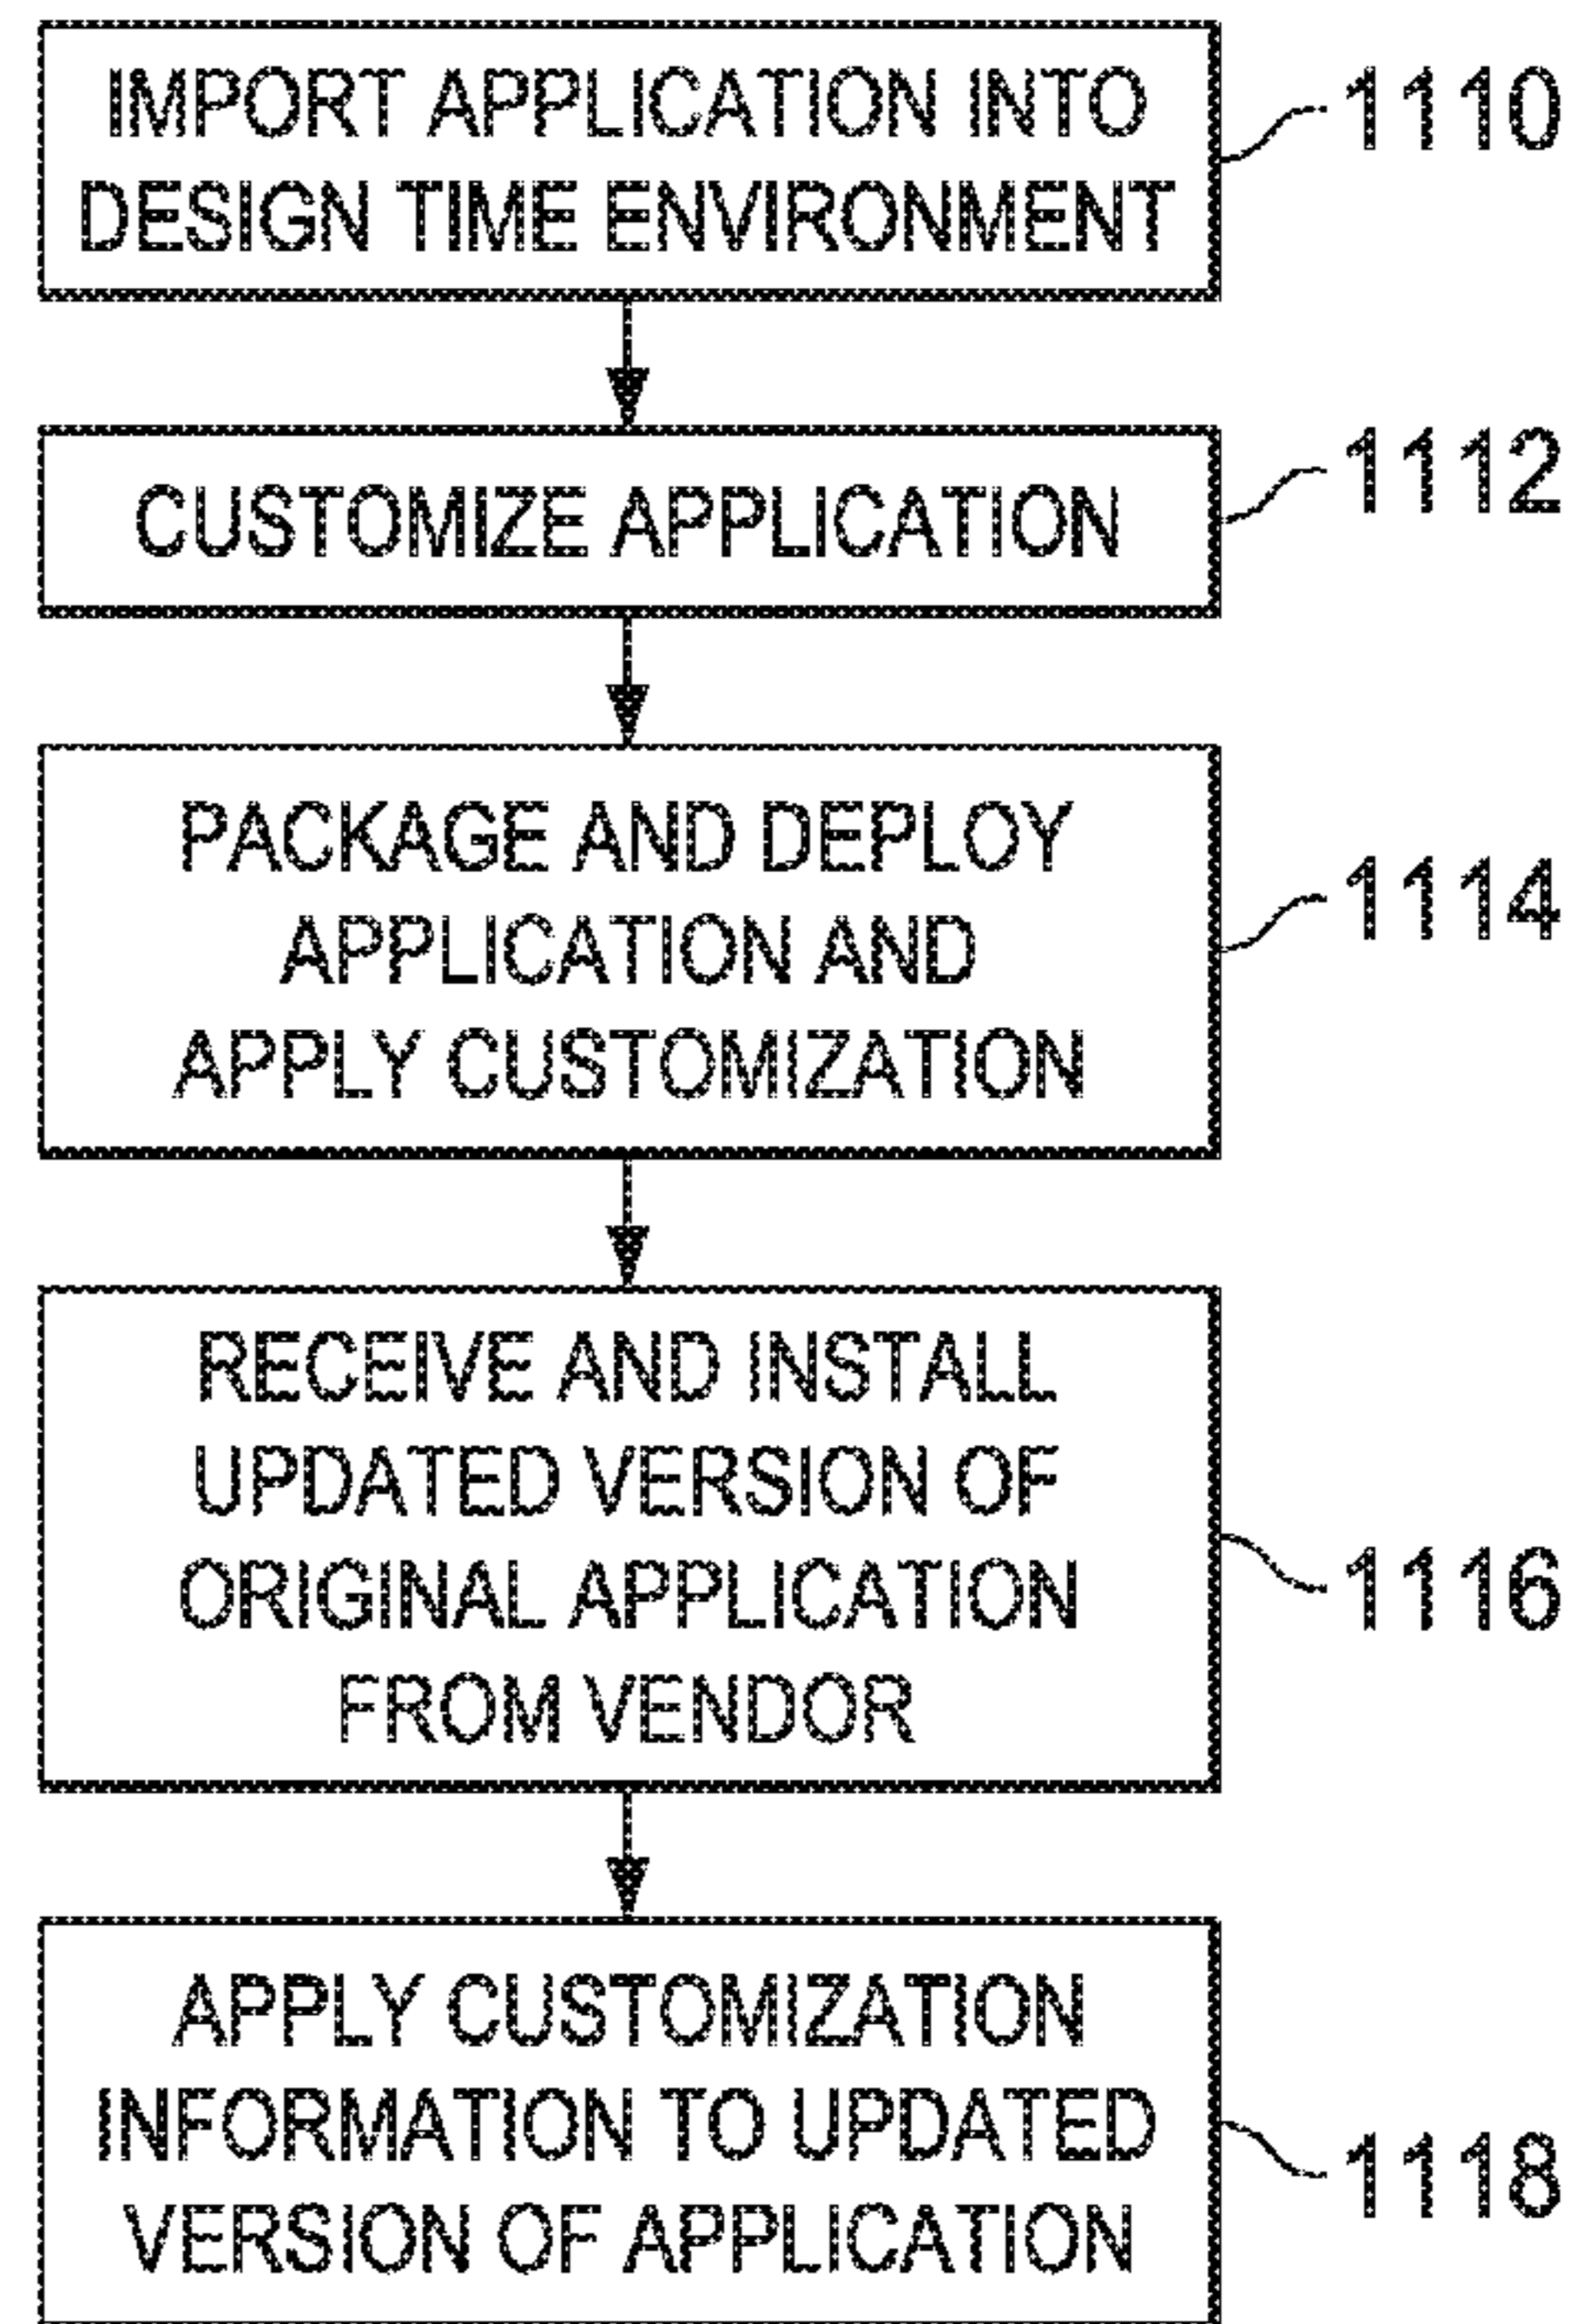 IMPORT APPLICATION INTO
DESIGN TIME ENVIRONMENT
1110
CUSTOMIZE APPLICATION
1112
PACKAGE AND DEPLOY
APPLICATION AND
APPLY CUSTOMIZATION
1114
RECEIVE AND INSTALL
UPDATED VERSION OF
ORIGINAL APPLICATION
FROM VENDOR
1116
APPLY CUSTOMIZATION
INFORMATION TO UPDATED
VERSION OF APPLICATION
1118